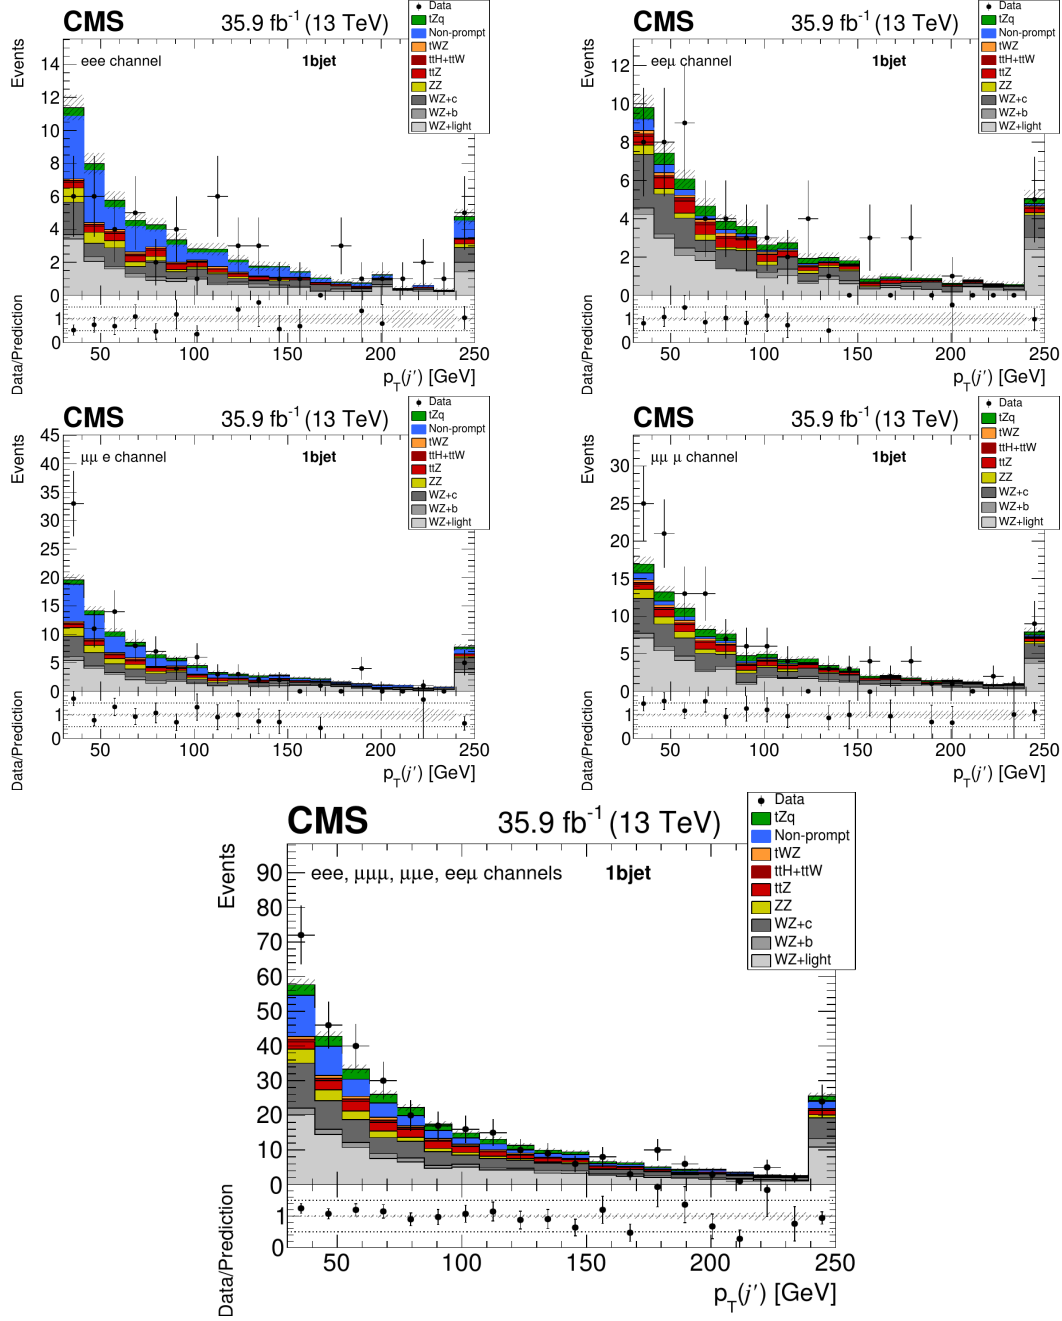 CMS 35.9 fb⁻¹ (13 TeV)
Data
tZq
Non-prompt
tWZ
ttH+ttW
ttZ
ZZ
WZ+c
WZ+b
WZ+light
eee channel 1bjet
Events
14
12
10
8
6
4
2
0
Data/Prediction
1
0
50 100 150 200 250
p_T(j′) [GeV]
CMS 35.9 fb⁻¹ (13 TeV)
Data
tZq
Non-prompt
tWZ
ttH+ttW
ttZ
ZZ
WZ+c
WZ+b
WZ+light
eeμ channel 1bjet
Events
12
10
8
6
4
2
0
Data/Prediction
1
0
50 100 150 200 250
p_T(j′) [GeV]
CMS 35.9 fb⁻¹ (13 TeV)
Data
tZq
Non-prompt
tWZ
ttH+ttW
ttZ
ZZ
WZ+c
WZ+b
WZ+light
μμ e channel 1bjet
Events
45
40
35
30
25
20
15
10
5
0
Data/Prediction
1
0
50 100 150 200 250
p_T(j′) [GeV]
CMS 35.9 fb⁻¹ (13 TeV)
Data
tZq
Non-prompt
tWZ
ttH+ttW
ttZ
ZZ
WZ+c
WZ+b
WZ+light
μμ μ channel 1bjet
Events
30
25
20
15
10
5
0
Data/Prediction
1
0
50 100 150 200 250
p_T(j′) [GeV]
CMS 35.9 fb⁻¹ (13 TeV)
Data
tZq
Non-prompt
tWZ
ttH+ttW
ttZ
ZZ
WZ+c
WZ+b
WZ+light
eee, μμμ, μμe, eeμ channels 1bjet
Events
90
80
70
60
50
40
30
20
10
0
Data/Prediction
1
0
50 100 150 200 250
p_T(j′) [GeV]